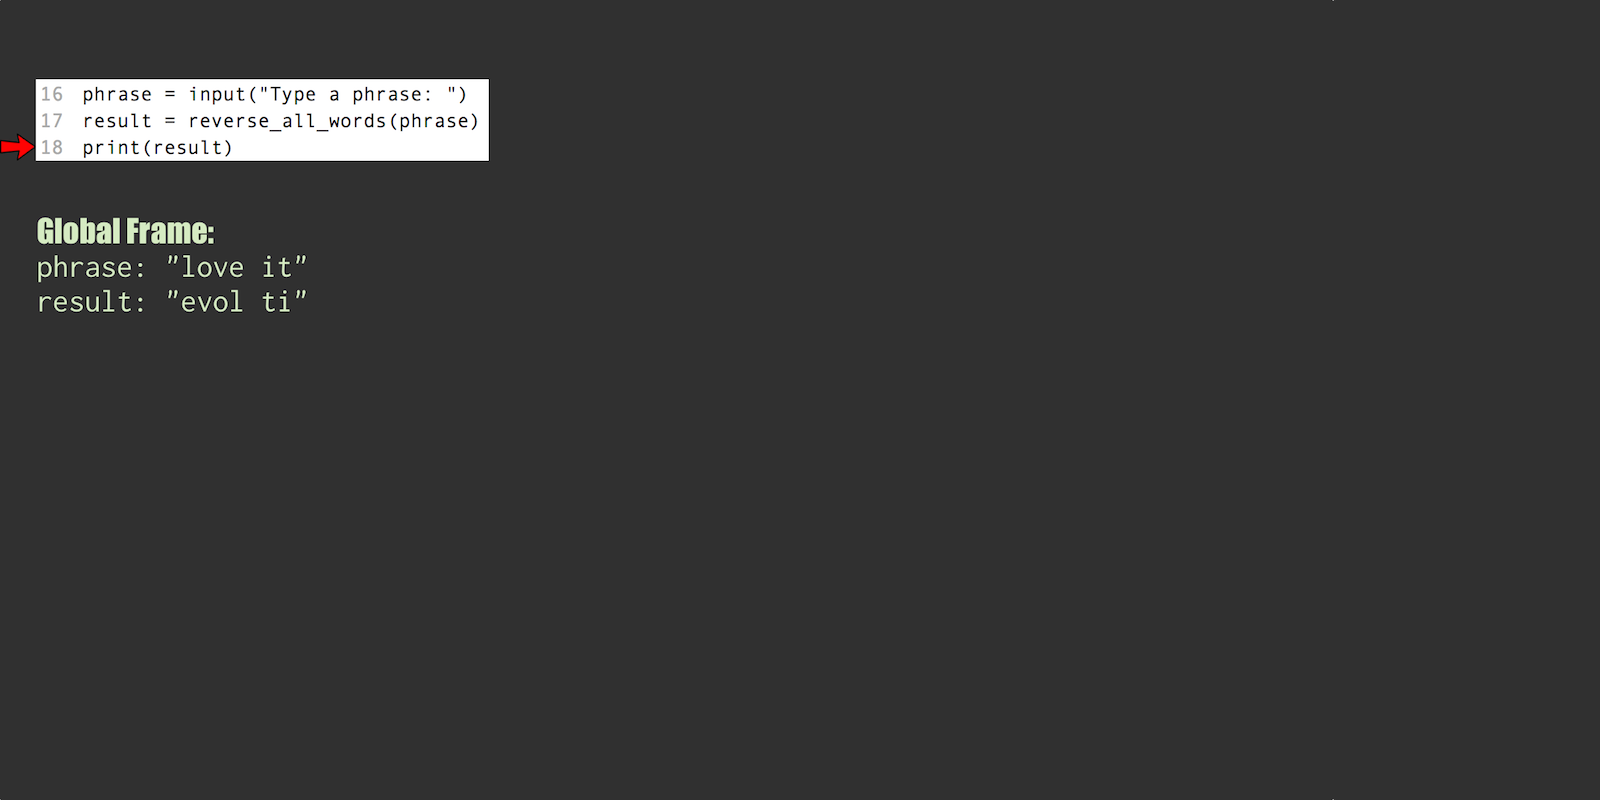 16 phrase = input("Type a phrase: ")
17 result = reverse_all_words(phrase)
18 print(result)
Global Frame:
phrase: "love it"
result: "evol ti"